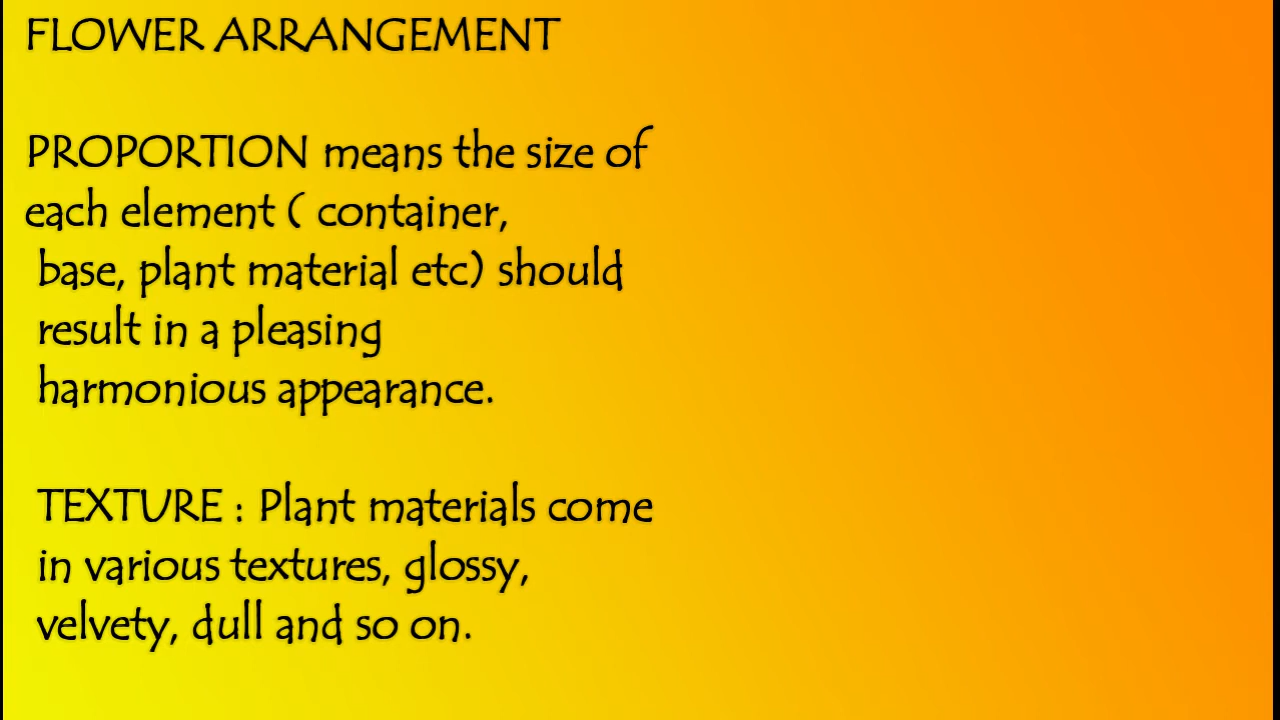 FLOWER ARRANGEMENT
PROPORTION means the size of
each element ( container,
base, plant material etc) should
result in a pleasing
harmonious appearance.
TEXTURE : Plant materials come
in various textures, glossy,
velvety, dull and so on.